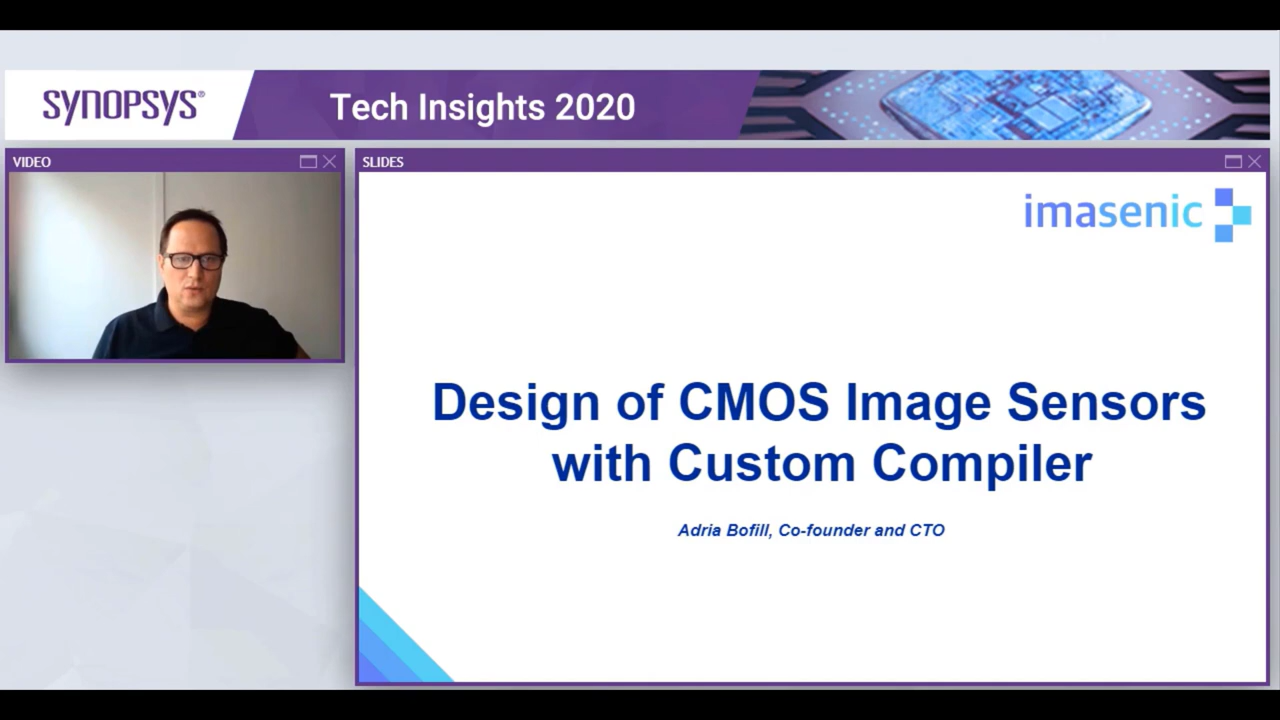 SYNOPSYS®
Tech Insights 2020
VIDEO
SLIDES
imasenic
Design of CMOS Image Sensors
with Custom Compiler
Adria Bofill, Co-founder and CTO